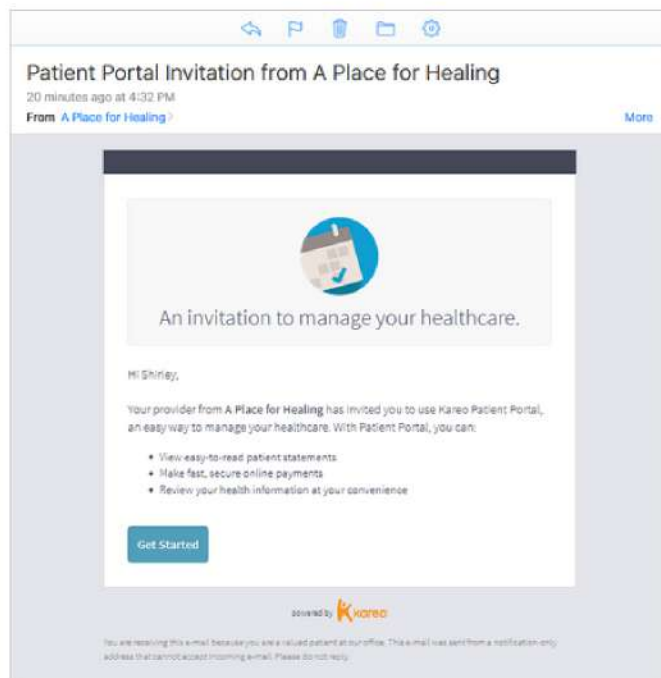 Patient Portal Invitation from A Place for Healing
20 minutes ago at 4:32 PM
From A Place for Healing
More
An invitation to manage your healthcare.
Hi Shirley,
Your provider from A Place for Healing has invited you to use Kareo Patient Portal,
an easy way to manage your healthcare. With Patient Portal, you can:
• View easy-to-read patient statements
• Make fast, secure online payments
• Review your health information at your convenience
Get Started
powered by kareo
You are receiving this e-mail because you are a valued patient at our office. This e-mail was sent from a notification-only
address that cannot accept incoming e-mail. Please do not reply.